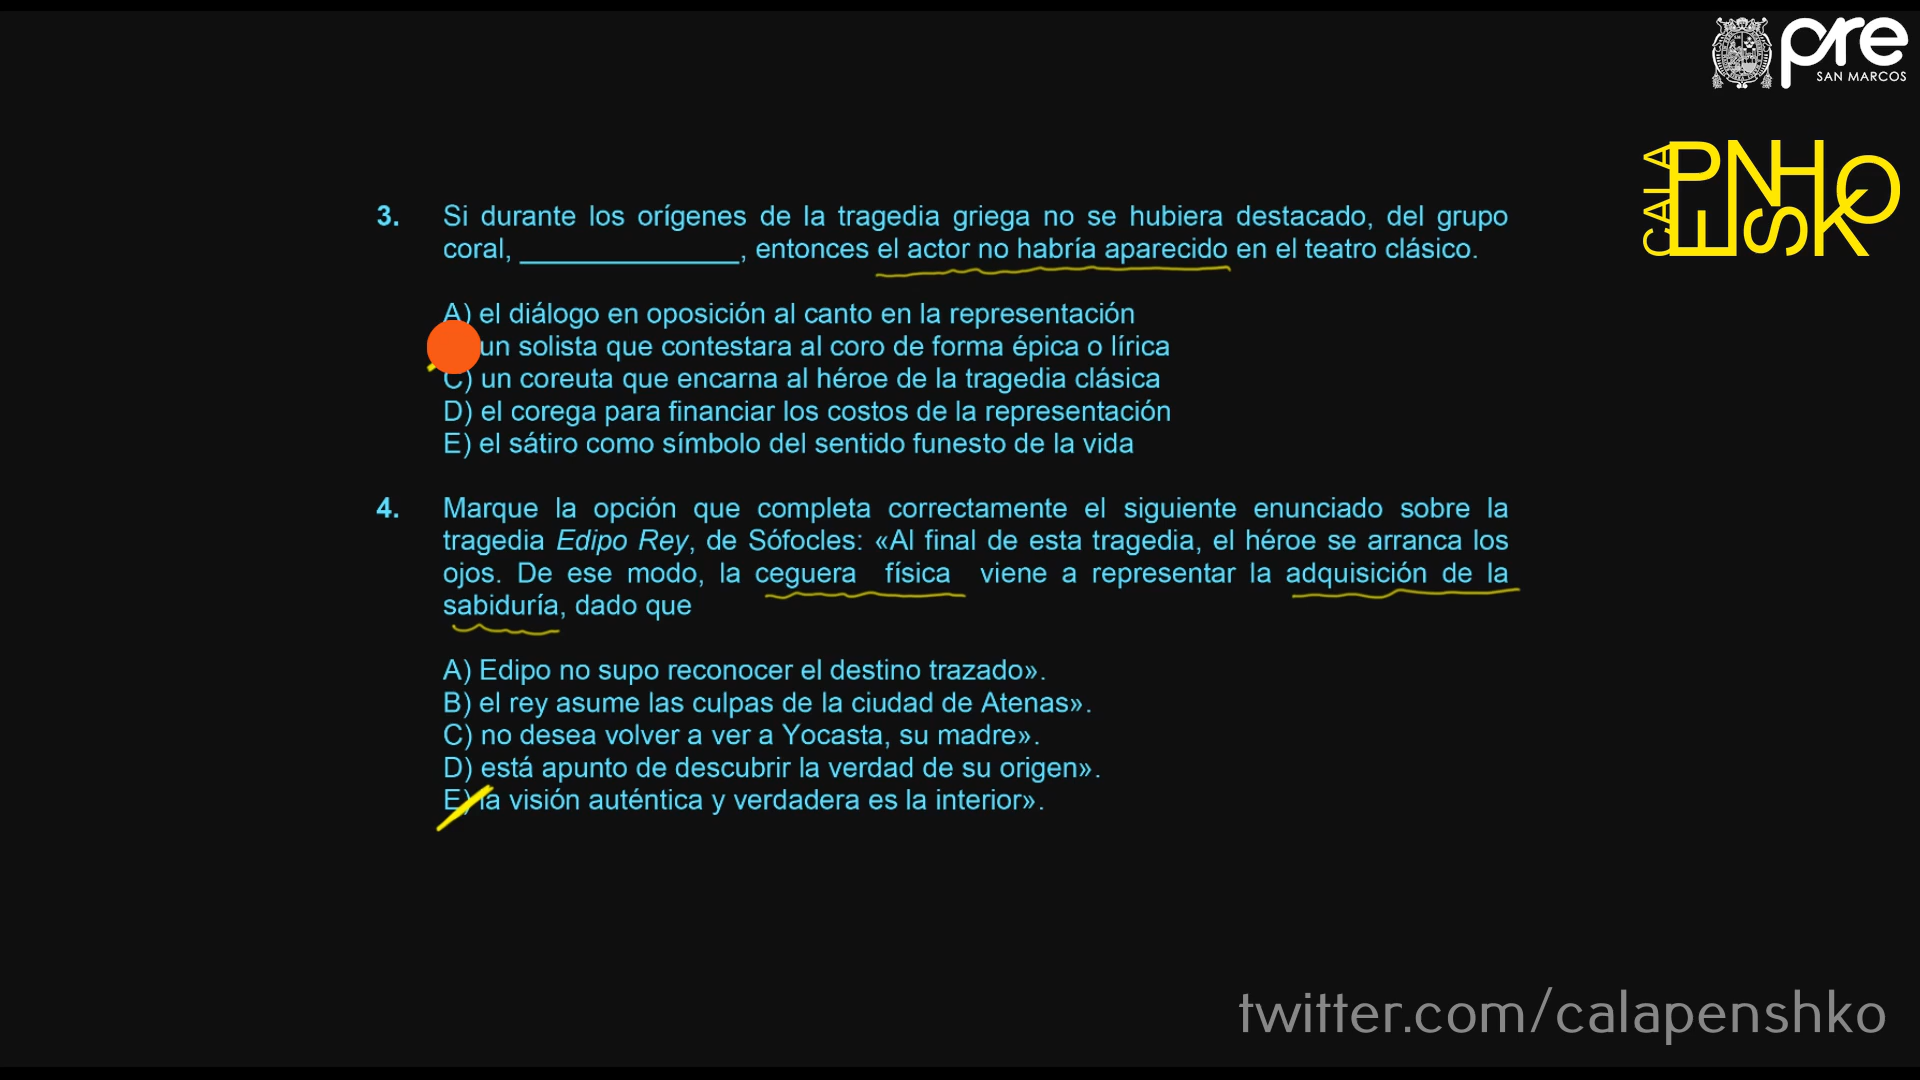 pre
SAN MARCOS
CALA
PENSHKO
3. Si durante los orígenes de la tragedia griega no se hubiera destacado, del grupo
coral, _______________, entonces el actor no habría aparecido en el teatro clásico.
A) el diálogo en oposición al canto en la representación
un solista que contestara al coro de forma épica o lírica
C) un coreuta que encarna al héroe de la tragedia clásica
D) el corega para financiar los costos de la representación
E) el sátiro como símbolo del sentido funesto de la vida
4. Marque la opción que completa correctamente el siguiente enunciado sobre la
tragedia Edipo Rey, de Sófocles: «Al final de esta tragedia, el héroe se arranca los
ojos. De ese modo, la ceguera física viene a representar la adquisición de la
sabiduría, dado que
A) Edipo no supo reconocer el destino trazado».
B) el rey asume las culpas de la ciudad de Atenas».
C) no desea volver a ver a Yocasta, su madre».
D) está apunto de descubrir la verdad de su origen».
E) la visión auténtica y verdadera es la interior».
twitter.com/calapenshko